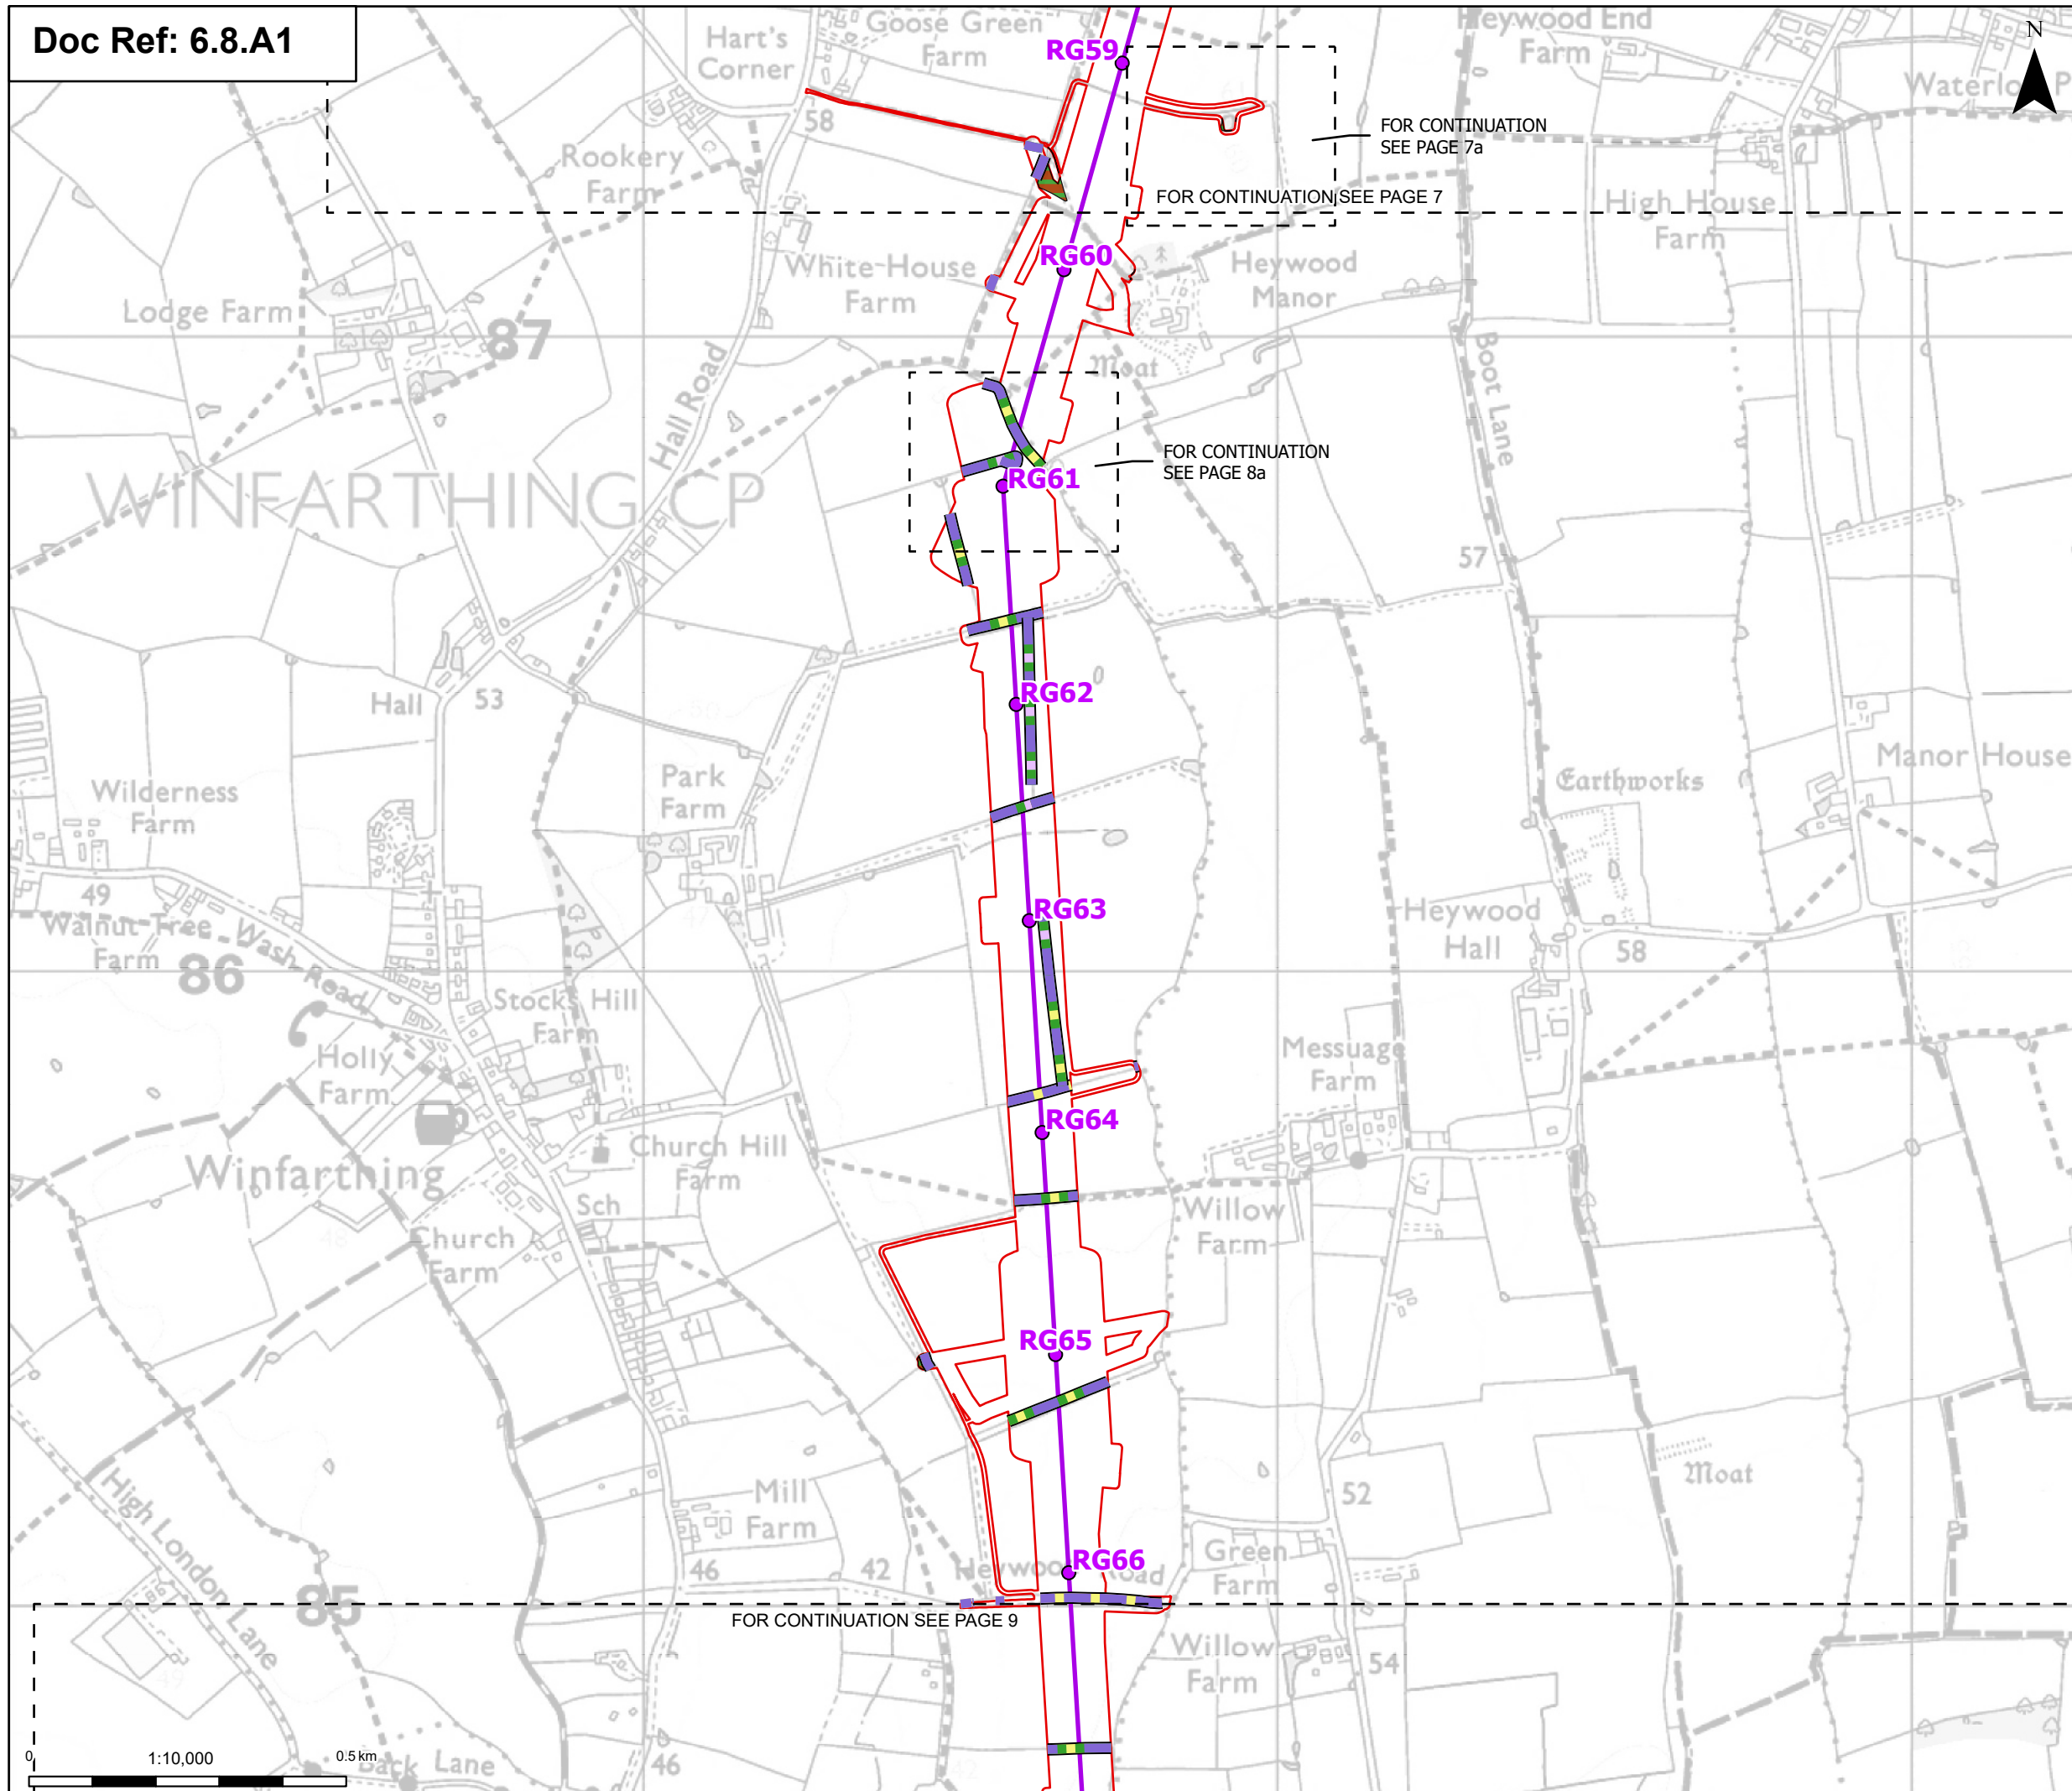 Doc Ref: 6.8.A1
N
Hart's
Corner
Goose Green
Farm
RG59
Heywood End
Farm
58
FOR CONTINUATION
SEE PAGE 7a
Rookery
Farm
FOR CONTINUATION SEE PAGE 7
High House
Farm
White House
Farm
RG60
Heywood
Manor
Lodge Farm
87
Moat
Boot Lane
Hall Road
FOR CONTINUATION
SEE PAGE 8a
WINFARTHING CP
RG61
57
Hall
53
RG62
Park
Farm
Earthworks
Manor House
Wilderness
Farm
49
RG63
Heywood
Hall
58
Walnut Tree
Farm
Wash Road
86
Stocks Hill
Farm
Messuage
Farm
Holly
Farm
RG64
Church Hill
Farm
Winfarthing
Sch
Willow
Farm
Church
Farm
RG65
Moat
52
Mill
Farm
High London Lane
46
42
Heywood Road
RG66
Green
Farm
85
FOR CONTINUATION SEE PAGE 9
Willow
Farm
54
0
1:10,000
0.5 km
Back Lane
46